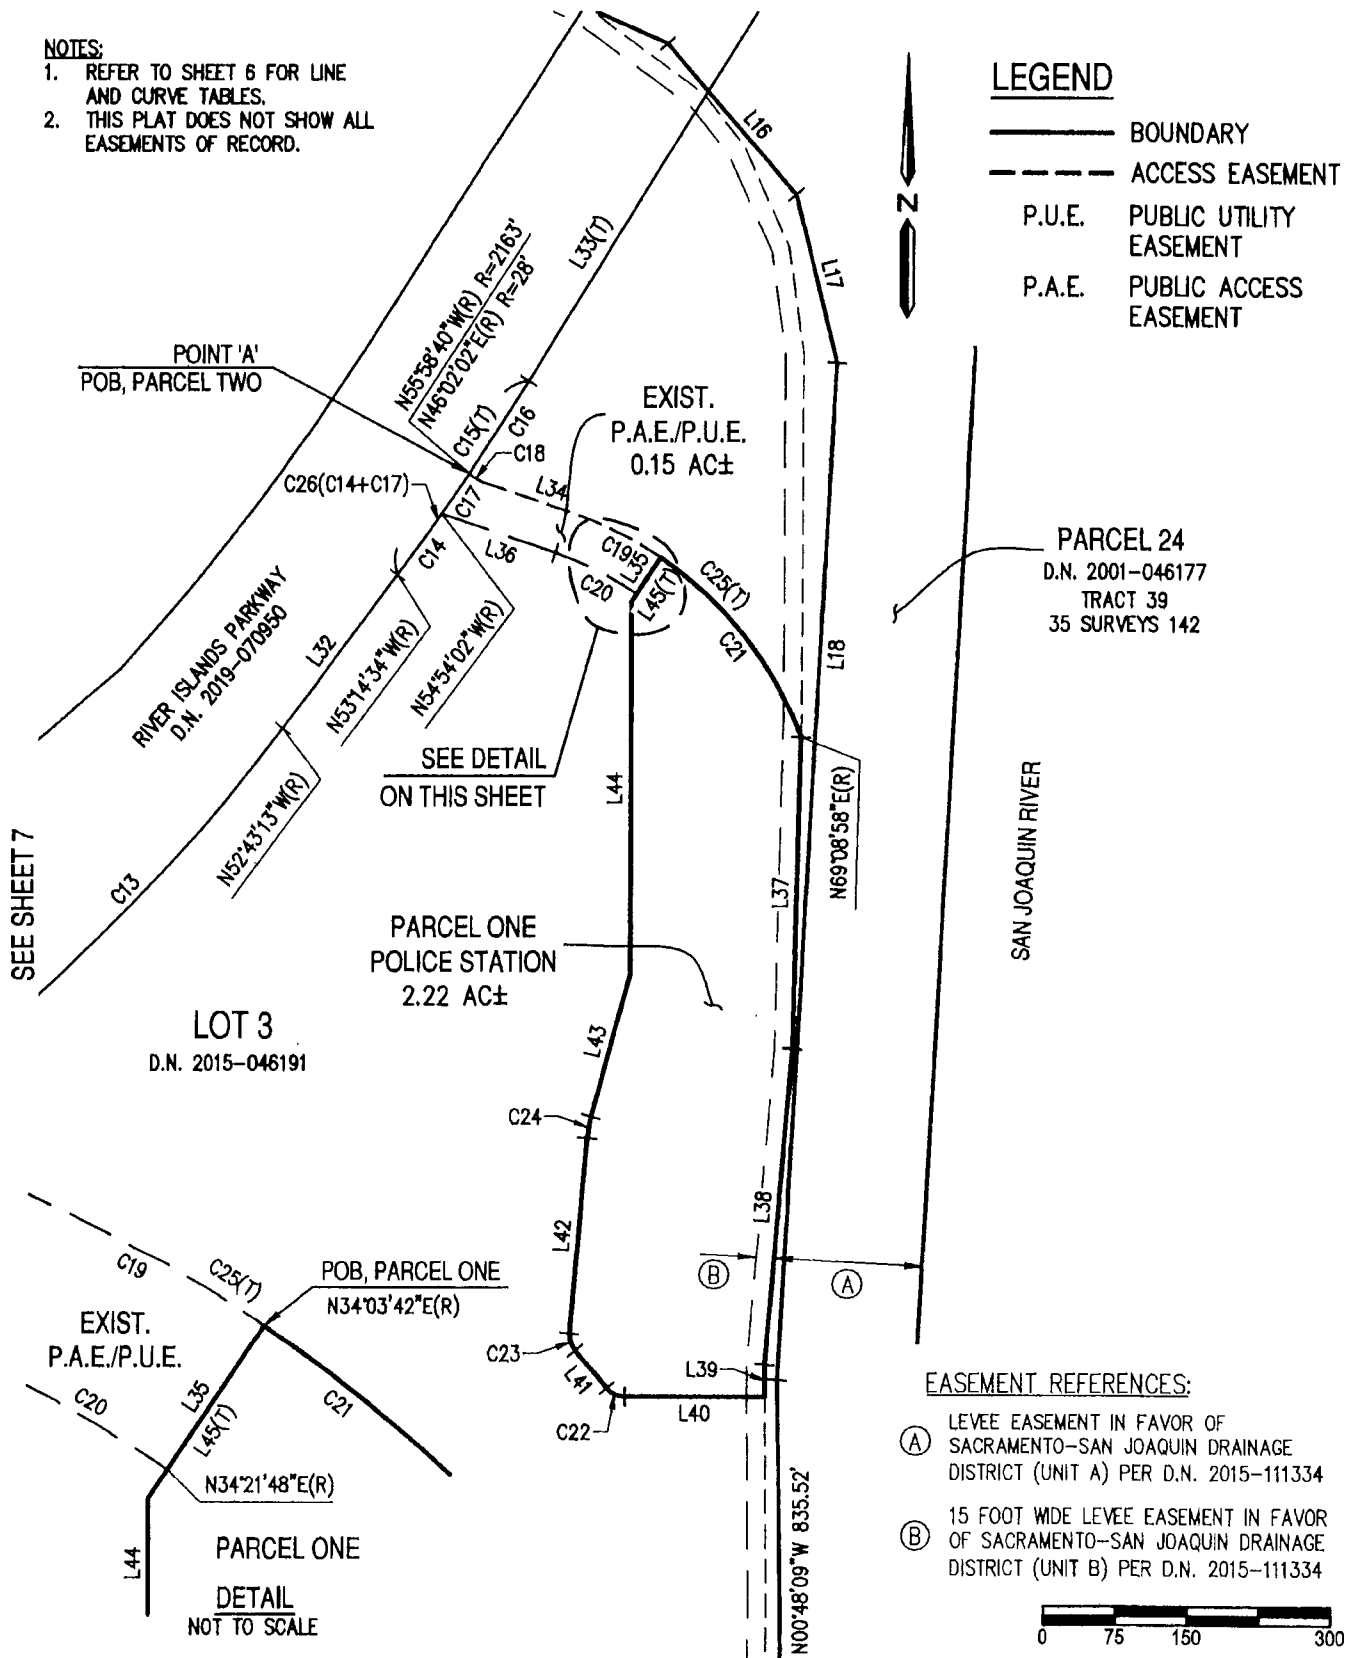 NOTES:
1. REFER TO SHEET 6 FOR LINE
AND CURVE TABLES.
2. THIS PLAT DOES NOT SHOW ALL
EASEMENTS OF RECORD.
LEGEND
BOUNDARY
ACCESS EASEMENT
P.U.E. PUBLIC UTILITY
EASEMENT
P.A.E. PUBLIC ACCESS
EASEMENT
N
L16
L17
L33(T)
N55°58'40"W(R) R=2163'
N46°02'02"E(R) R=28'
POINT 'A'
POB, PARCEL TWO
C15(T)
C16
C18
EXIST.
P.A.E./P.U.E.
0.15 AC±
C26(C14+C17)
C17
L34
L36
C14
C19
L35
L45(T)
C20
C25(T)
C21
L18
PARCEL 24
D.N. 2001-046177
TRACT 39
35 SURVEYS 142
RIVER ISLANDS PARKWAY
D.N. 2019-070950
L32
N53°14'34"W(R)
N54°54'02"W(R)
N52°43'13"W(R)
SEE DETAIL
ON THIS SHEET
L44
N69°08'58"E(R)
SAN JOAQUIN RIVER
SEE SHEET 7
C13
L37
PARCEL ONE
POLICE STATION
2.22 AC±
LOT 3
D.N. 2015-046191
L43
C24
L42
L38
B
A
C23
L41
C22
L40
L39
N00°48'09"W 835.52'
C19
C25(T)
POB, PARCEL ONE
N34°03'42"E(R)
EXIST.
P.A.E./P.U.E.
C20
L35
L45(T)
C21
N34°21'48"E(R)
L44
PARCEL ONE
DETAIL
NOT TO SCALE
EASEMENT REFERENCES:
A LEVEE EASEMENT IN FAVOR OF
SACRAMENTO-SAN JOAQUIN DRAINAGE
DISTRICT (UNIT A) PER D.N. 2015-111334
B 15 FOOT WIDE LEVEE EASEMENT IN FAVOR
OF SACRAMENTO-SAN JOAQUIN DRAINAGE
DISTRICT (UNIT B) PER D.N. 2015-111334
0 75 150 300